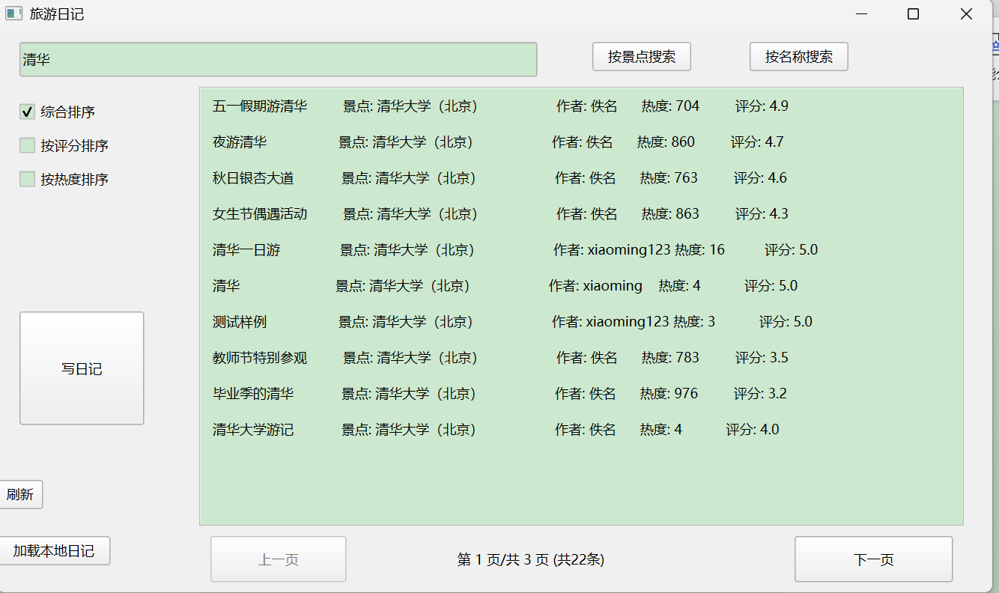 旅游日记
清华
按景点搜索
按名称搜索
综合排序
按评分排序
按热度排序
五一假期游清华 景点: 清华大学（北京） 作者: 佚名 热度: 704 评分: 4.9
夜游清华 景点: 清华大学（北京） 作者: 佚名 热度: 860 评分: 4.7
秋日银杏大道 景点: 清华大学（北京） 作者: 佚名 热度: 763 评分: 4.6
女生节偶遇活动 景点: 清华大学（北京） 作者: 佚名 热度: 863 评分: 4.3
清华一日游 景点: 清华大学（北京） 作者: xiaoming123 热度: 16 评分: 5.0
清华 景点: 清华大学（北京） 作者: xiaoming 热度: 4 评分: 5.0
测试样例 景点: 清华大学（北京） 作者: xiaoming123 热度: 3 评分: 5.0
教师节特别参观 景点: 清华大学（北京） 作者: 佚名 热度: 783 评分: 3.5
毕业季的清华 景点: 清华大学（北京） 作者: 佚名 热度: 976 评分: 3.2
清华大学游记 景点: 清华大学（北京） 作者: 佚名 热度: 4 评分: 4.0
写日记
刷新
加载本地日记
上一页
第 1 页/共 3 页 (共22条)
下一页